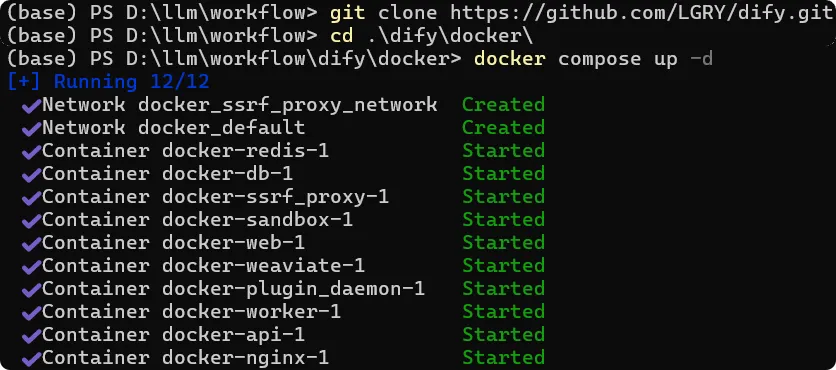 (base) PS D:\llm\workflow> git clone https://github.com/LGRY/dify.git
(base) PS D:\llm\workflow> cd .\dify\docker\
(base) PS D:\llm\workflow\dify\docker> docker compose up -d
[+] Running 12/12
✔Network docker_ssrf_proxy_network Created
✔Network docker_default Created
✔Container docker-redis-1 Started
✔Container docker-db-1 Started
✔Container docker-ssrf_proxy-1 Started
✔Container docker-sandbox-1 Started
✔Container docker-web-1 Started
✔Container docker-weaviate-1 Started
✔Container docker-plugin_daemon-1 Started
✔Container docker-worker-1 Started
✔Container docker-api-1 Started
✔Container docker-nginx-1 Started